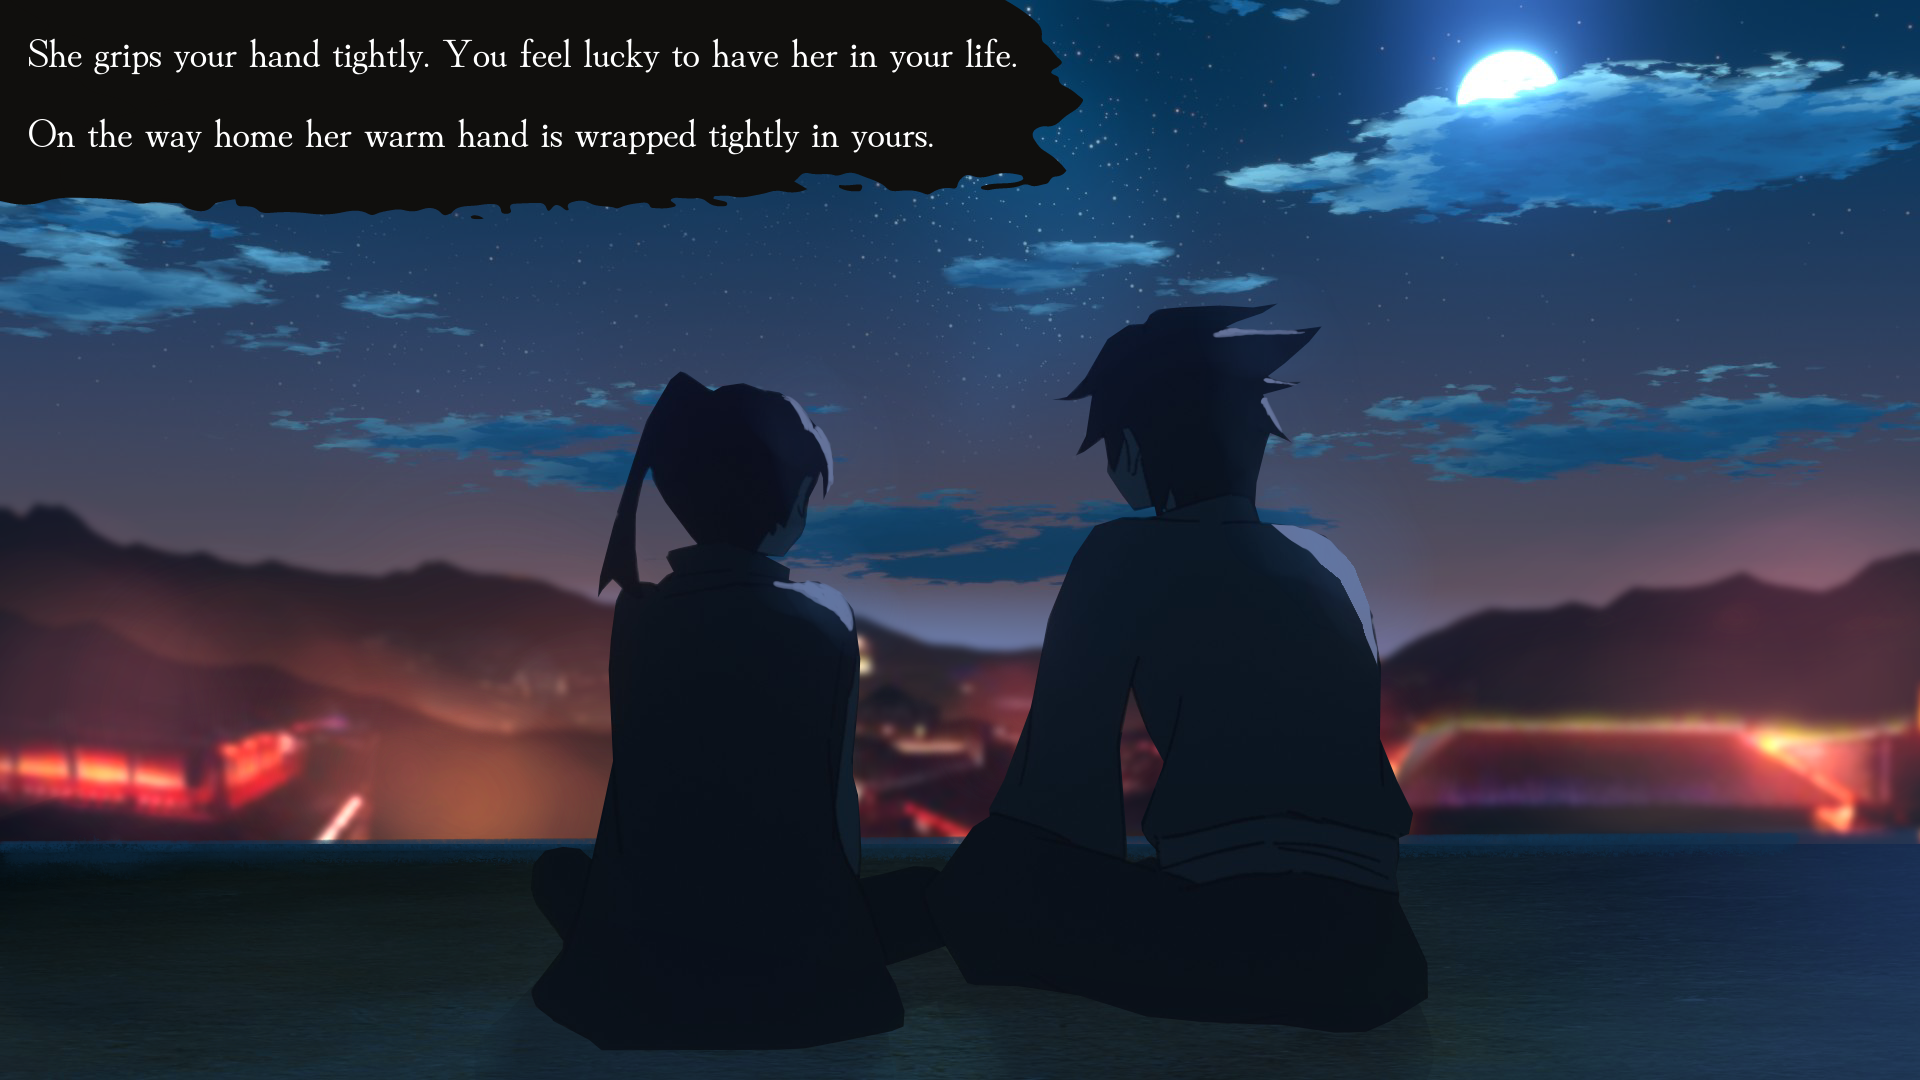 She grips your hand tightly. You feel lucky to have her in your life.
On the way home her warm hand is wrapped tightly in yours.